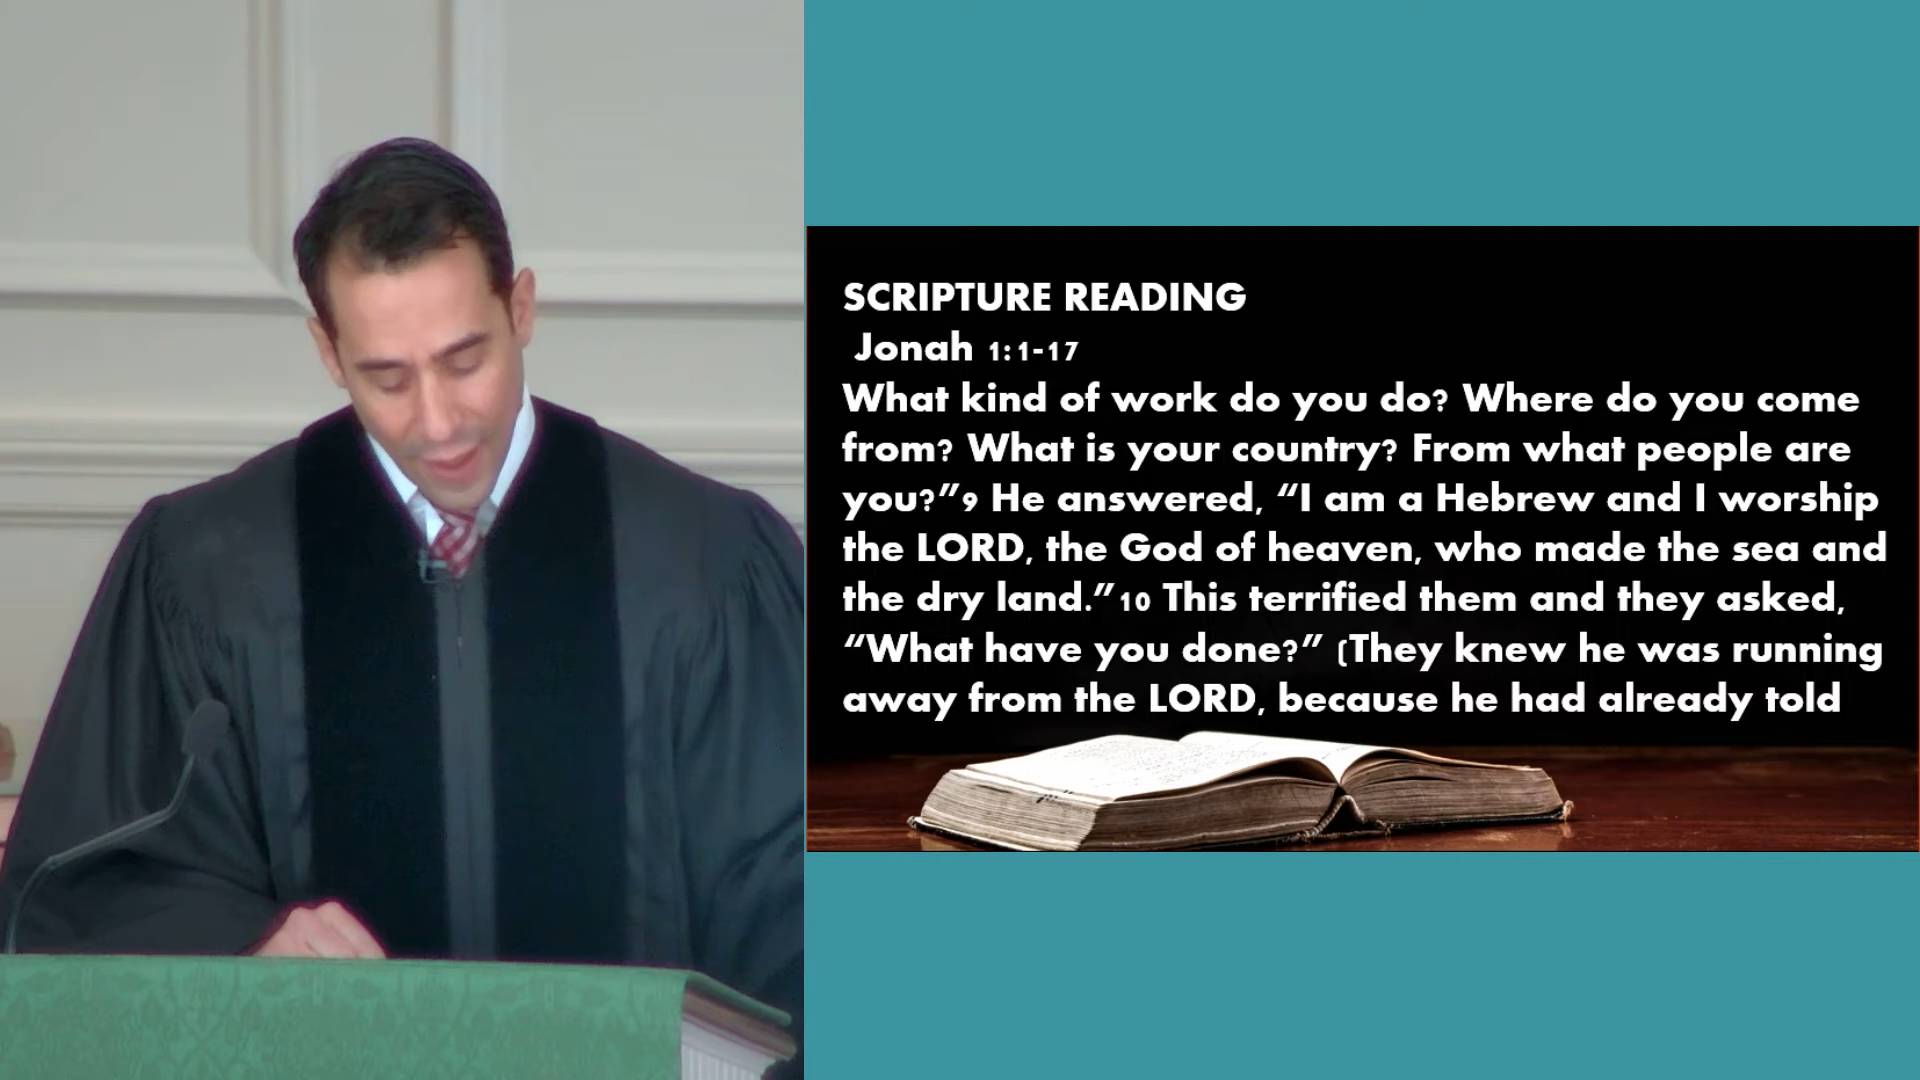 SCRIPTURE READING
Jonah 1:1-17
What kind of work do you do? Where do you come
from? What is your country? From what people are
you?”9 He answered, “I am a Hebrew and I worship
the LORD, the God of heaven, who made the sea and
the dry land.”10 This terrified them and they asked,
“What have you done?” (They knew he was running
away from the LORD, because he had already told